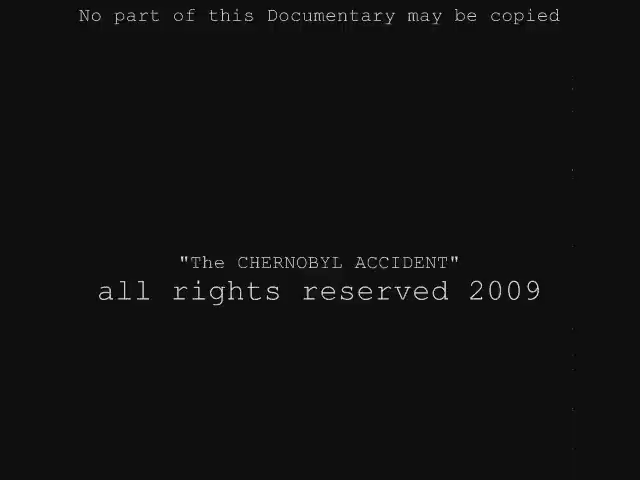 No part of this Documentary may be copied
"The CHERNOBYL ACCIDENT"
all rights reserved 2009